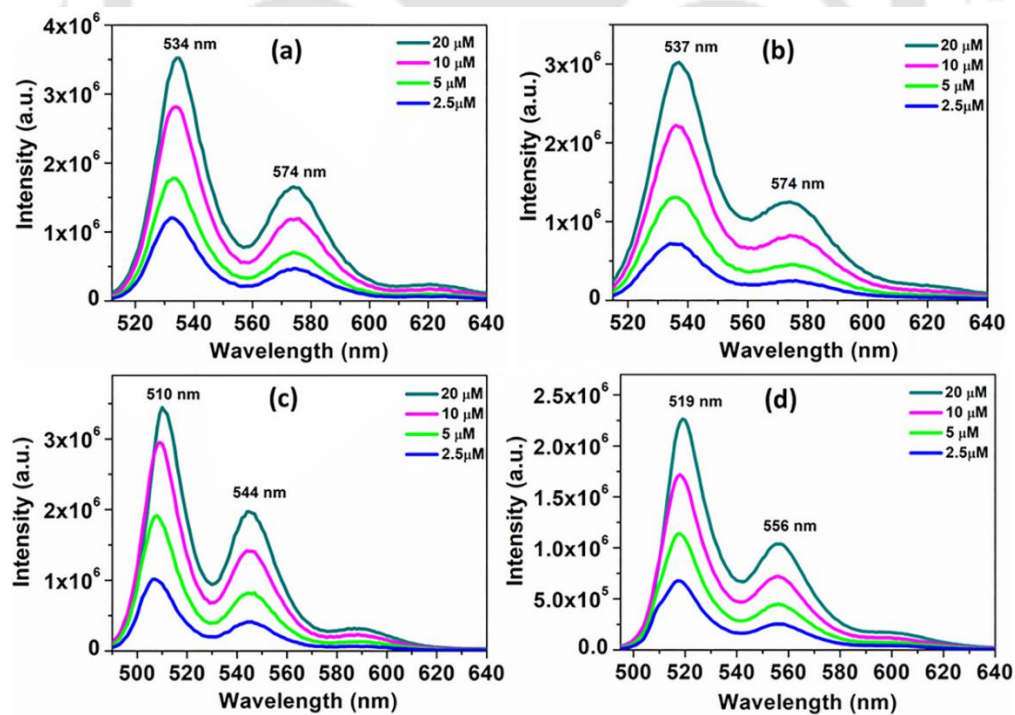 (a)
534 nm
574 nm
20 μM
10 μM
5 μM
2.5μM
Intensity (a.u.)
4x10⁶
3x10⁶
2x10⁶
1x10⁶
0
520 540 560 580 600 620 640
Wavelength (nm)
(b)
537 nm
574 nm
20 μM
10 μM
5 μM
2.5μM
Intensity (a.u.)
3x10⁶
2x10⁶
1x10⁶
0
520 540 560 580 600 620 640
Wavelength (nm)
(c)
510 nm
544 nm
20 μM
10 μM
5 μM
2.5μM
Intensity (a.u.)
3x10⁶
2x10⁶
1x10⁶
0
500 520 540 560 580 600 620 640
Wavelength (nm)
(d)
519 nm
556 nm
20 μM
10 μM
5 μM
2.5μM
Intensity (a.u.)
2.5x10⁶
2.0x10⁶
1.5x10⁶
1.0x10⁶
5.0x10⁵
0.0
500 520 540 560 580 600 620 640
Wavelength (nm)